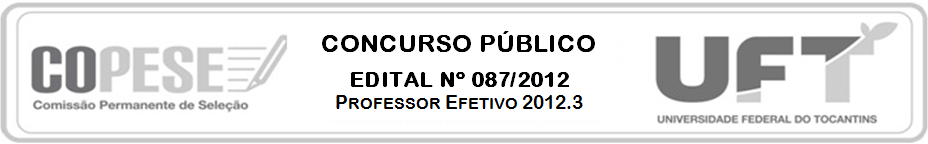 COPESE
Comissão Permanente de Seleção
CONCURSO PÚBLICO
EDITAL Nº 087/2012
PROFESSOR EFETIVO 2012.3
UFT
UNIVERSIDADE FEDERAL DO TOCANTINS